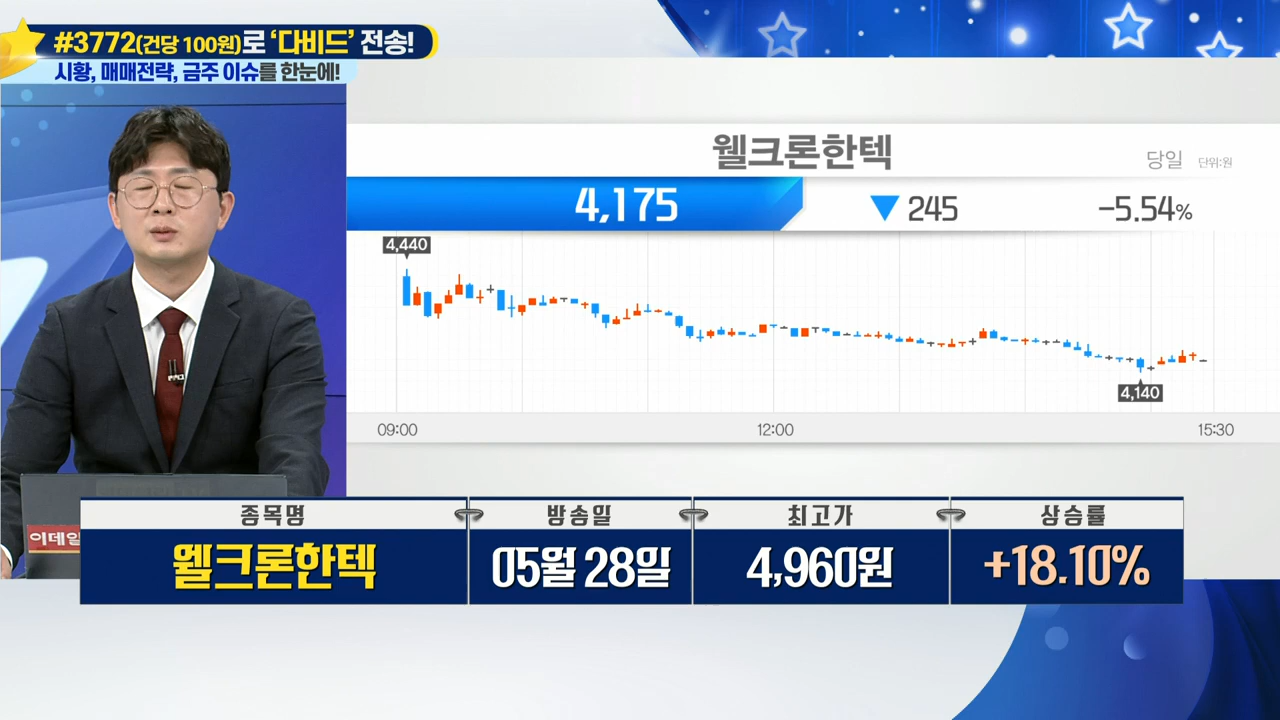 #3772(건당 100원)로 '다비드' 전송!
시황, 매매전략, 금주 이슈를 한눈에!
웰크론한텍
당일 단위:원
4,175 ▼ 245 -5.54%
4,440
4,140
09:00 12:00 15:30
종목명 방송일 최고가 상승률
웰크론한텍 05월 28일 4,960원 +18.10%
이데일